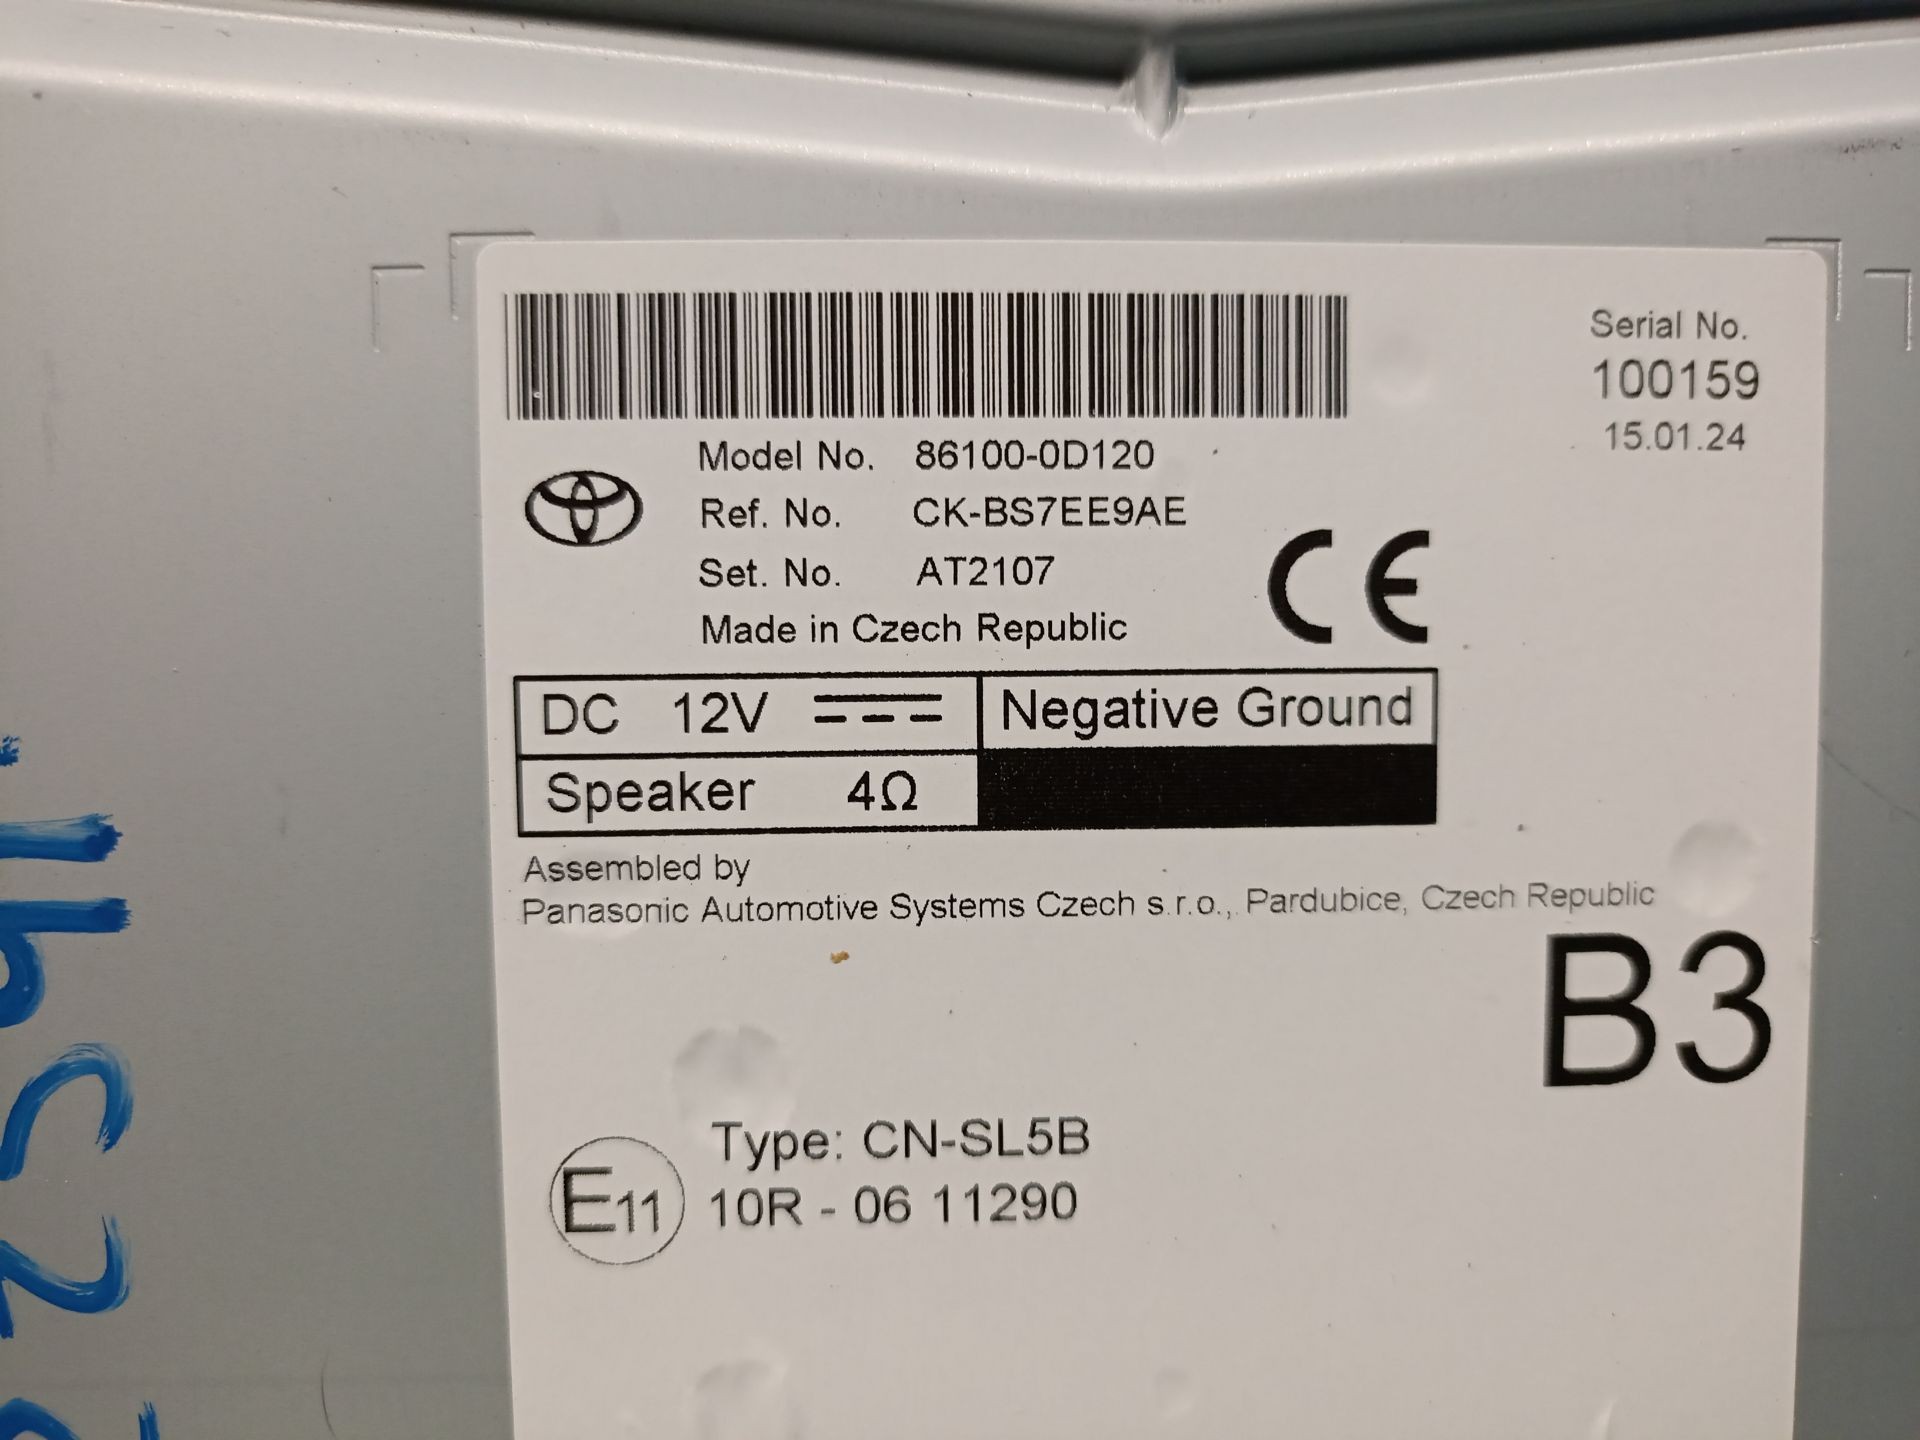 Serial No.
100159
15.01.24
Model No. 86100-0D120
Ref. No. CK-BS7EE9AE
Set. No. AT2107
Made in Czech Republic
CE
DC 12V
Negative Ground
Speaker 4Ω
Assembled by
Panasonic Automotive Systems Czech s.r.o., Pardubice, Czech Republic
B3
Type: CN-SL5B
E11
10R - 06 11290